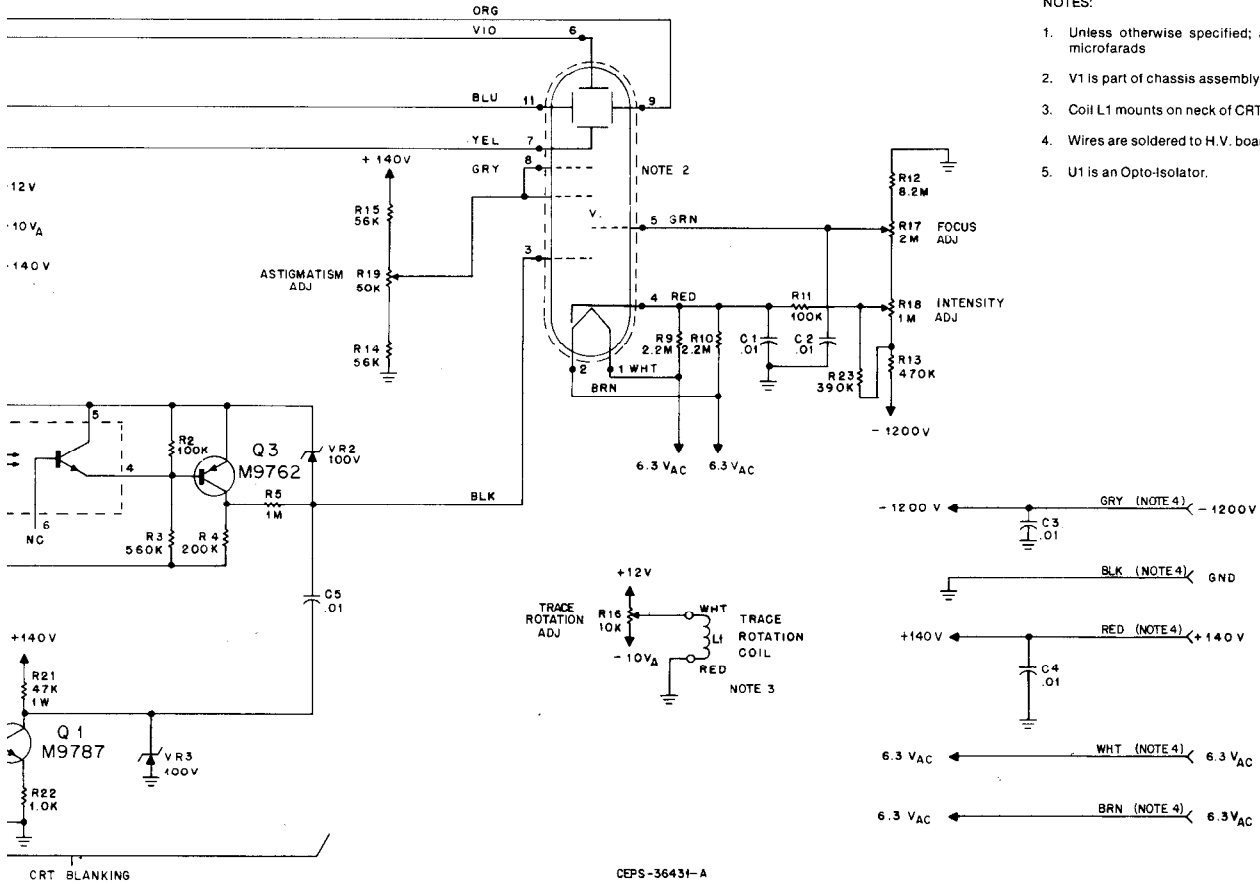 ORG
VIO
6
NOTES:
1. Unless otherwise specified;
microfarads
2. V1 is part of chassis assembly
3. Coil L1 mounts on neck of CRT
4. Wires are soldered to H.V.
5. U1 is an Opto-Isolator.
BLU
11
9
YEL
7
+140V
8
GRY
NOTE 2
12V
10VA
140V
R15
56K
V.
5
GRN
R12
8.2M
R17
2M
FOCUS
ADJ
3
ASTIGMATISM
ADJ
R19
50K
4
RED
R11
100K
R18
1M
INTENSITY
ADJ
R14
56K
R9
2.2M
R10
2.2M
C1
.01
C2
.01
R13
470K
2
1
WHT
BRN
R23
390K
-1200V
5
R2
100K
Q3
M9762
VR2
100V
4
6.3 VAC
6.3 VAC
R5
1M
BLK
6
NC
R3
560K
R4
200K
-1200 V
GRY (NOTE 4)
-1200V
C3
.01
BLK (NOTE 4)
GND
C5
.01
+12V
TRACE
ROTATION
ADJ
R16
10K
WHT
L1
TRACE
ROTATION
COIL
-10VA
RED
NOTE 3
+140V
RED (NOTE 4)
+140V
C4
.01
+140V
R21
47K
1W
Q1
M9787
VR3
100V
R22
1.0K
6.3 VAC
WHT (NOTE 4)
6.3 VAC
6.3 VAC
BRN (NOTE 4)
6.3VAC
CRT BLANKING
CEPS-36431-A